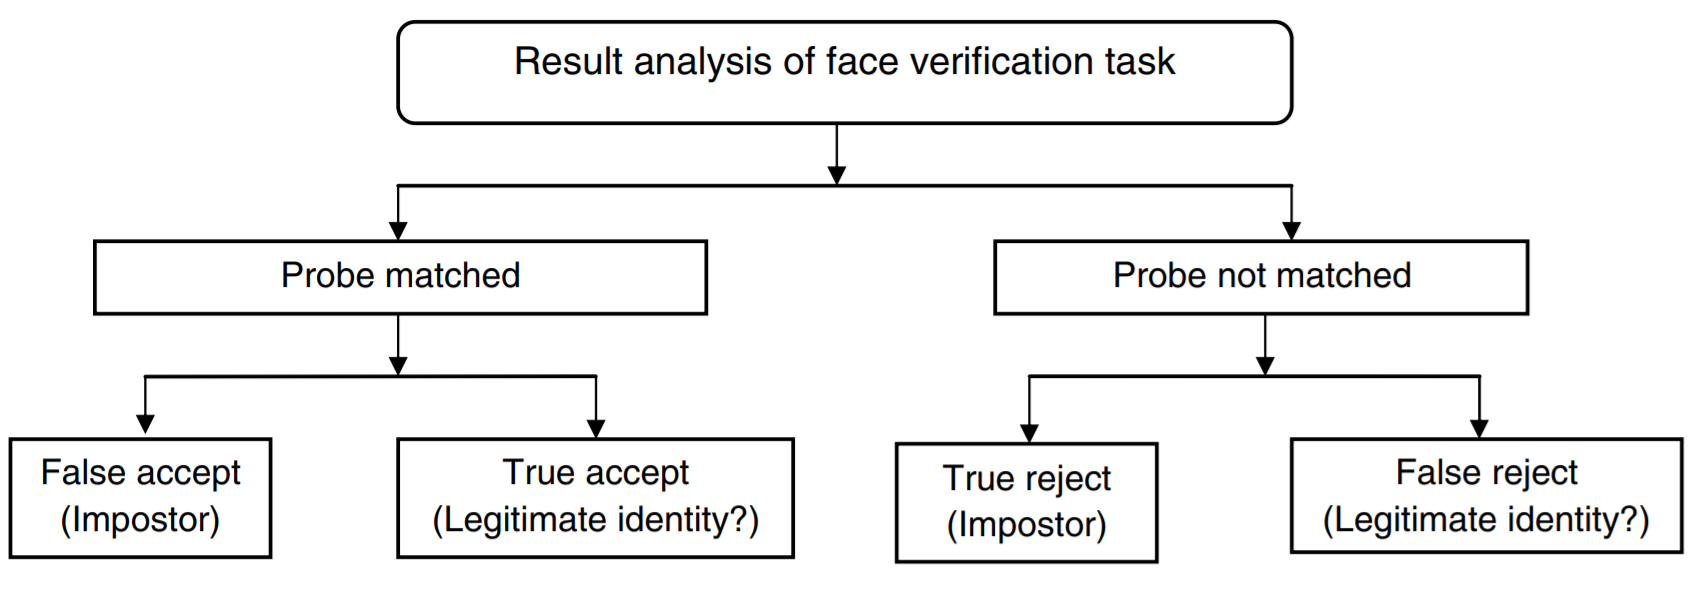 Result analysis of face verification task
Probe matched
Probe not matched
False accept
(Impostor)
True accept
(Legitimate identity?)
True reject
(Impostor)
False reject
(Legitimate identity?)